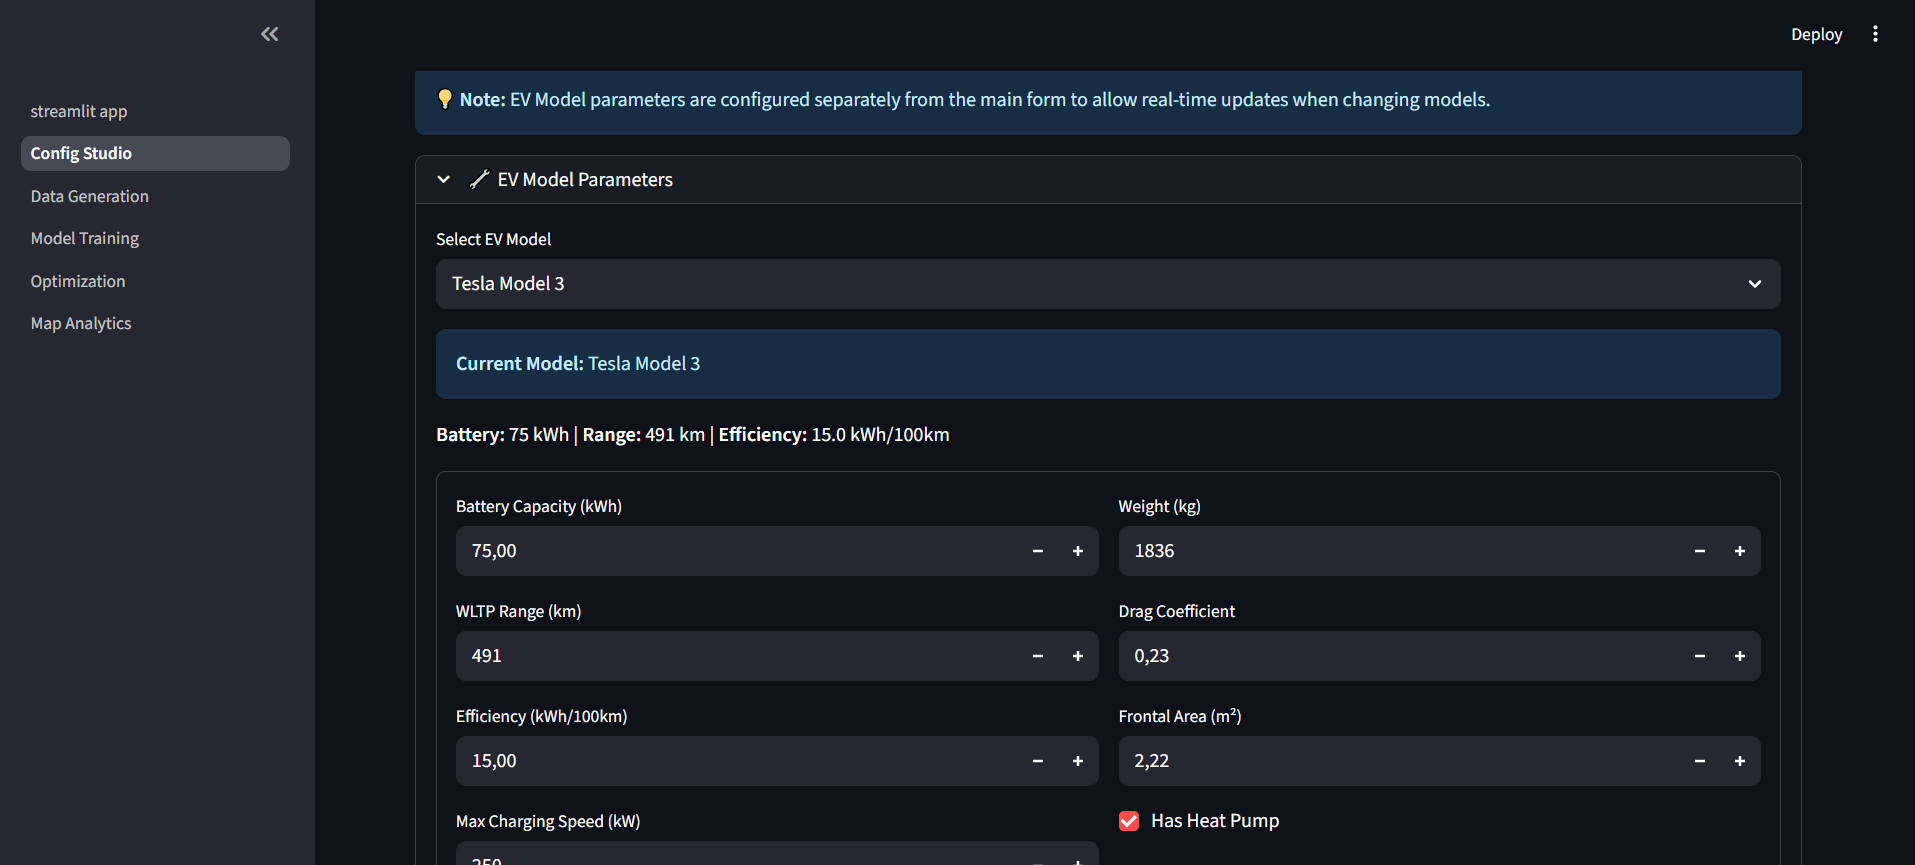 Deploy
streamlit app
Config Studio
Data Generation
Model Training
Optimization
Map Analytics
Note: EV Model parameters are configured separately from the main form to allow real-time updates when changing models.
EV Model Parameters
Select EV Model
Tesla Model 3
Current Model: Tesla Model 3
Battery: 75 kWh | Range: 491 km | Efficiency: 15.0 kWh/100km
Battery Capacity (kWh)
75,00
Weight (kg)
1836
WLTP Range (km)
491
Drag Coefficient
0,23
Efficiency (kWh/100km)
15,00
Frontal Area (m²)
2,22
Max Charging Speed (kW)
250
Has Heat Pump